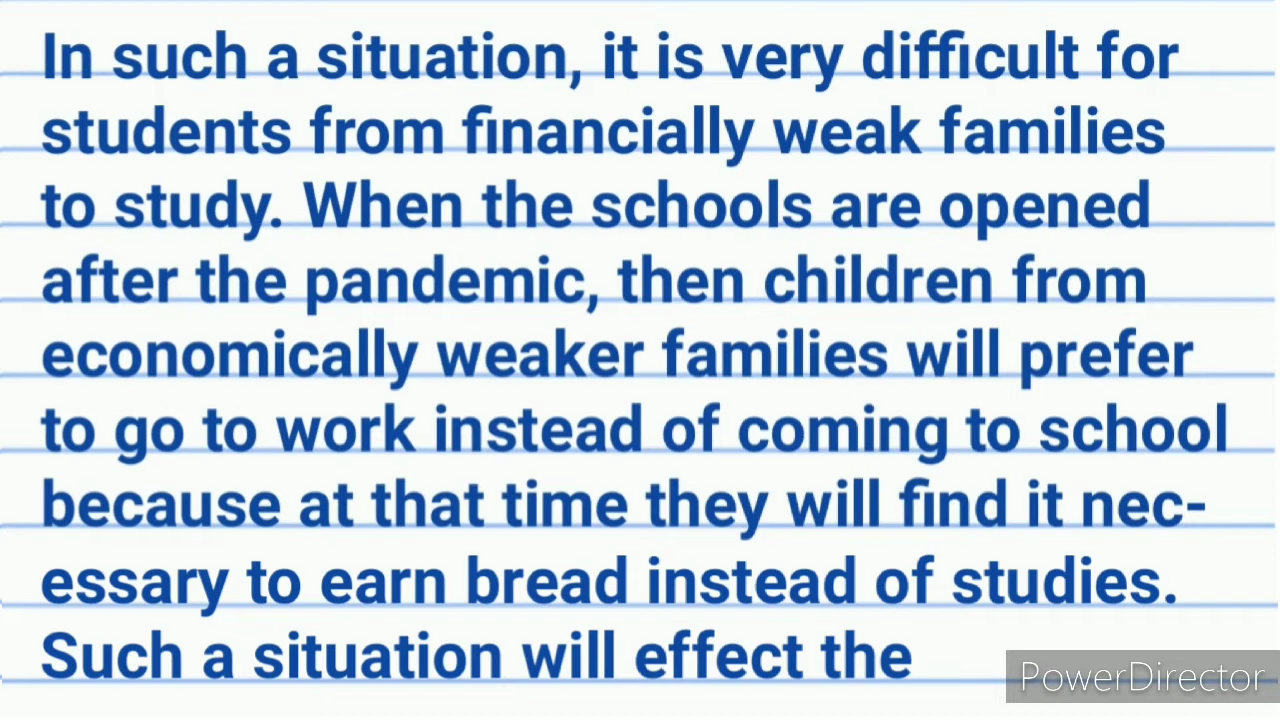 In such a situation, it is very difficult for
students from financially weak families
to study. When the schools are opened
after the pandemic, then children from
economically weaker families will prefer
to go to work instead of coming to school
because at that time they will find it nec-
essary to earn bread instead of studies.
Such a situation will effect the
PowerDirector